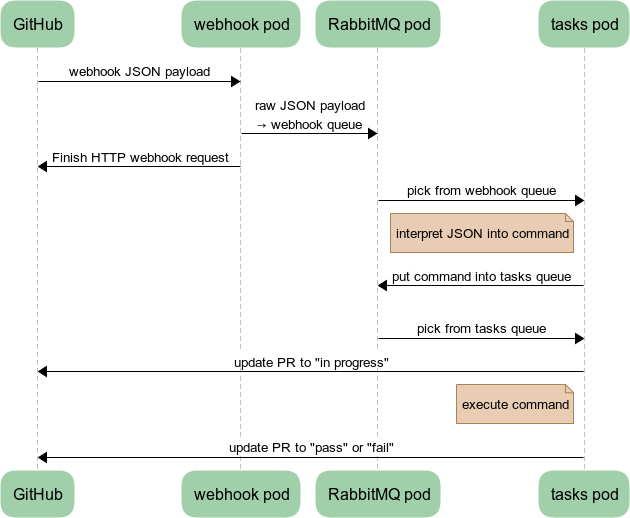 GitHub
webhook pod
RabbitMQ pod
tasks pod
webhook JSON payload
raw JSON payload
→ webhook queue
Finish HTTP webhook request
pick from webhook queue
interpret JSON into command
put command into tasks queue
pick from tasks queue
update PR to "in progress"
execute command
update PR to "pass" or "fail"
GitHub
webhook pod
RabbitMQ pod
tasks pod